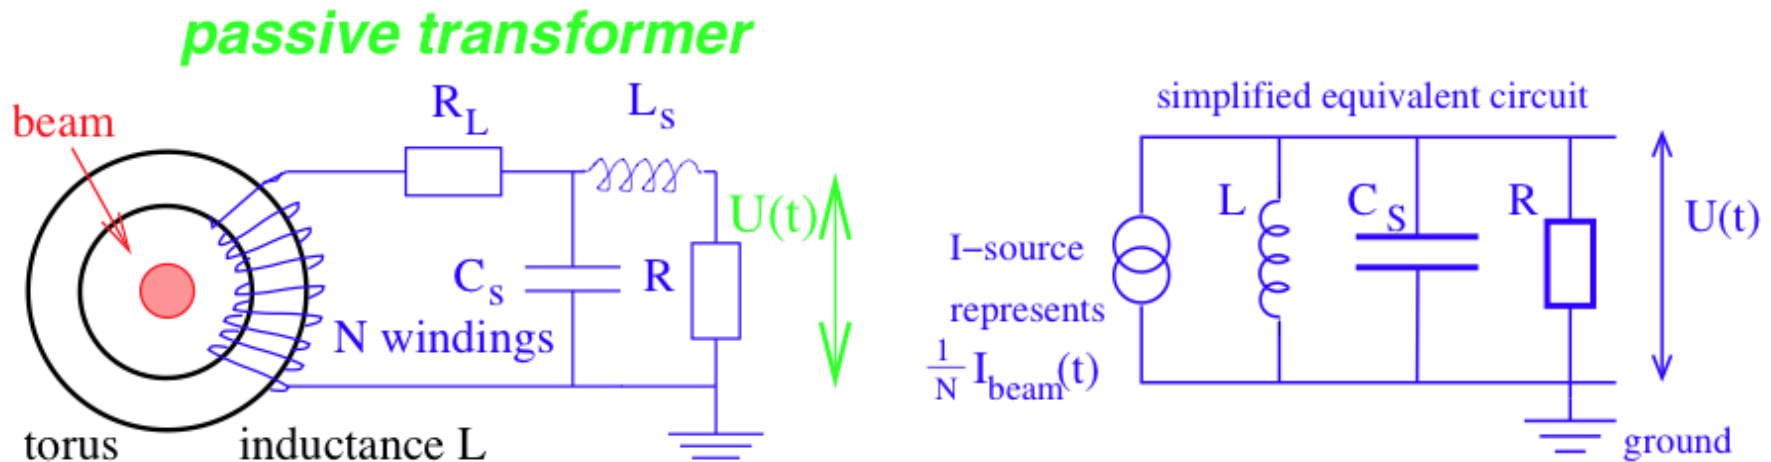 passive transformer
beam
R_L
L_s
U(t)
C_s
R
N windings
torus
inductance L
simplified equivalent circuit
I−source
represents
1/N I_beam(t)
L
C_S
R
U(t)
ground